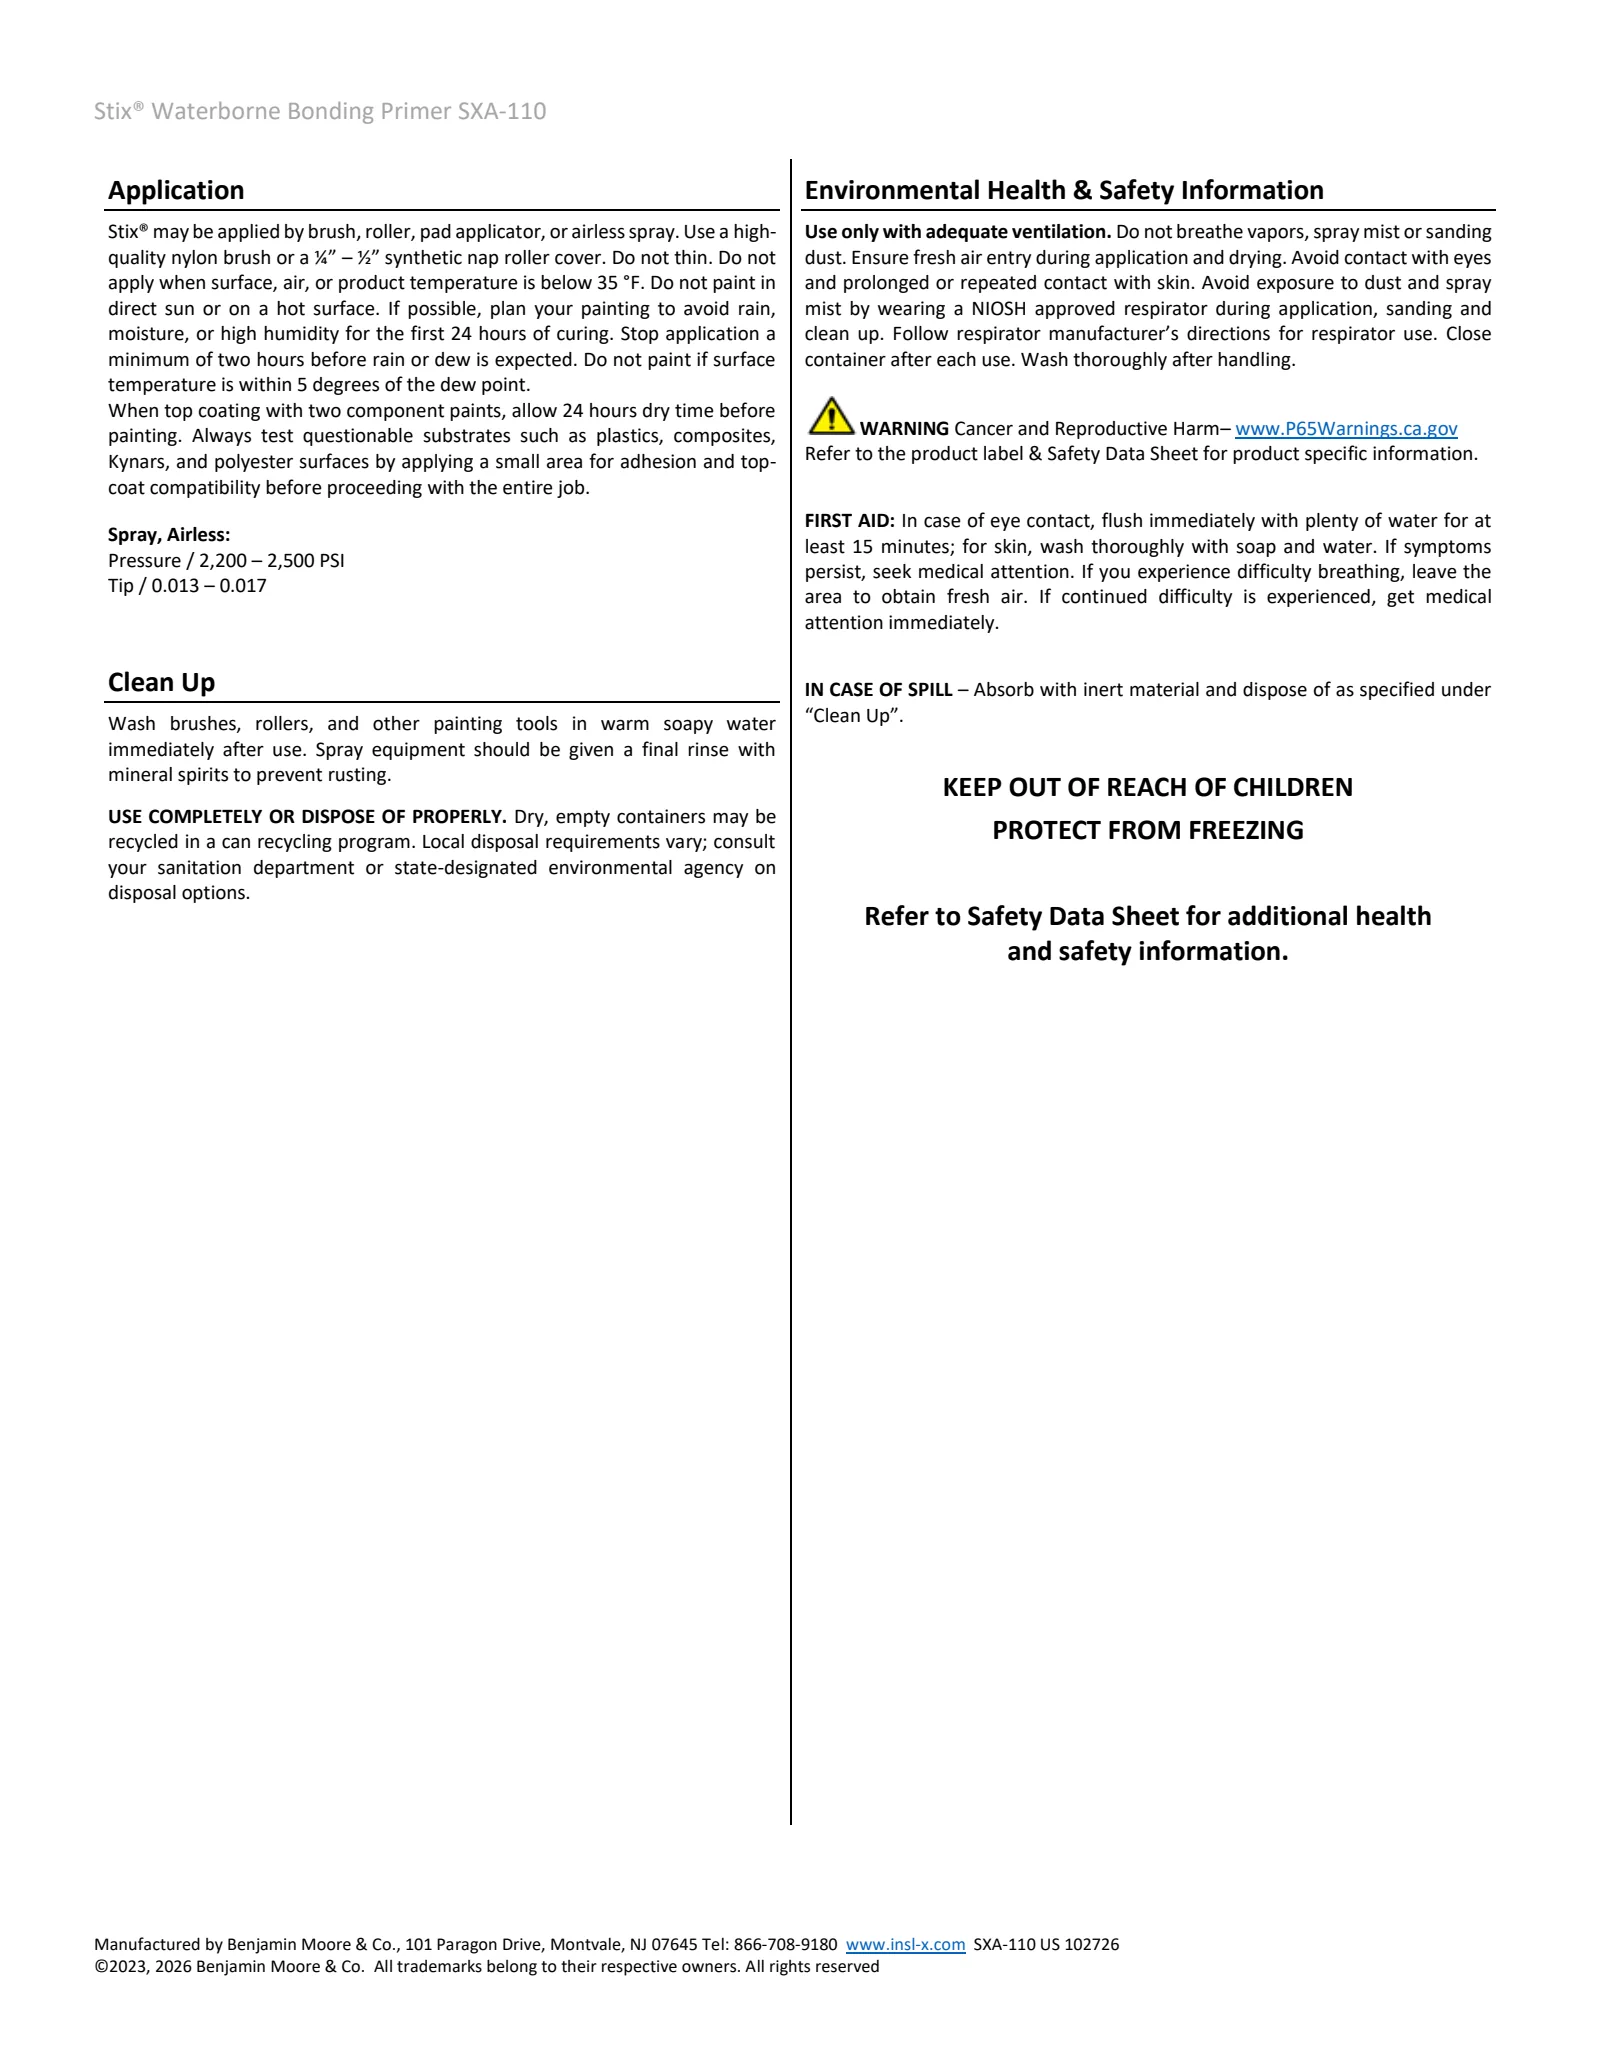 Stix® Waterborne Bonding Primer SXA-110
Application
Stix® may be applied by brush, roller, pad applicator, or airless spray. Use a high-
quality nylon brush or a ¼” – ½” synthetic nap roller cover. Do not thin. Do not
apply when surface, air, or product temperature is below 35 °F. Do not paint in
direct sun or on a hot surface. If possible, plan your painting to avoid rain,
moisture, or high humidity for the first 24 hours of curing. Stop application a
minimum of two hours before rain or dew is expected. Do not paint if surface
temperature is within 5 degrees of the dew point.
When top coating with two component paints, allow 24 hours dry time before
painting. Always test questionable substrates such as plastics, composites,
Kynars, and polyester surfaces by applying a small area for adhesion and top-
coat compatibility before proceeding with the entire job.
Spray, Airless:
Pressure / 2,200 – 2,500 PSI
Tip / 0.013 – 0.017
Clean Up
Wash brushes, rollers, and other painting tools in warm soapy water
immediately after use. Spray equipment should be given a final rinse with
mineral spirits to prevent rusting.
USE COMPLETELY OR DISPOSE OF PROPERLY. Dry, empty containers may be
recycled in a can recycling program. Local disposal requirements vary; consult
your sanitation department or state-designated environmental agency on
disposal options.
Environmental Health & Safety Information
Use only with adequate ventilation. Do not breathe vapors, spray mist or sanding
dust. Ensure fresh air entry during application and drying. Avoid contact with eyes
and prolonged or repeated contact with skin. Avoid exposure to dust and spray
mist by wearing a NIOSH approved respirator during application, sanding and
clean up. Follow respirator manufacturer’s directions for respirator use. Close
container after each use. Wash thoroughly after handling.
WARNING Cancer and Reproductive Harm– www.P65Warnings.ca.gov
Refer to the product label & Safety Data Sheet for product specific information.
FIRST AID: In case of eye contact, flush immediately with plenty of water for at
least 15 minutes; for skin, wash thoroughly with soap and water. If symptoms
persist, seek medical attention. If you experience difficulty breathing, leave the
area to obtain fresh air. If continued difficulty is experienced, get medical
attention immediately.
IN CASE OF SPILL – Absorb with inert material and dispose of as specified under
“Clean Up”.
KEEP OUT OF REACH OF CHILDREN
PROTECT FROM FREEZING
Refer to Safety Data Sheet for additional health
and safety information.
Manufactured by Benjamin Moore & Co., 101 Paragon Drive, Montvale, NJ 07645 Tel: 866-708-9180 www.insl-x.com SXA-110 US 102726
©2023, 2026 Benjamin Moore & Co. All trademarks belong to their respective owners. All rights reserved